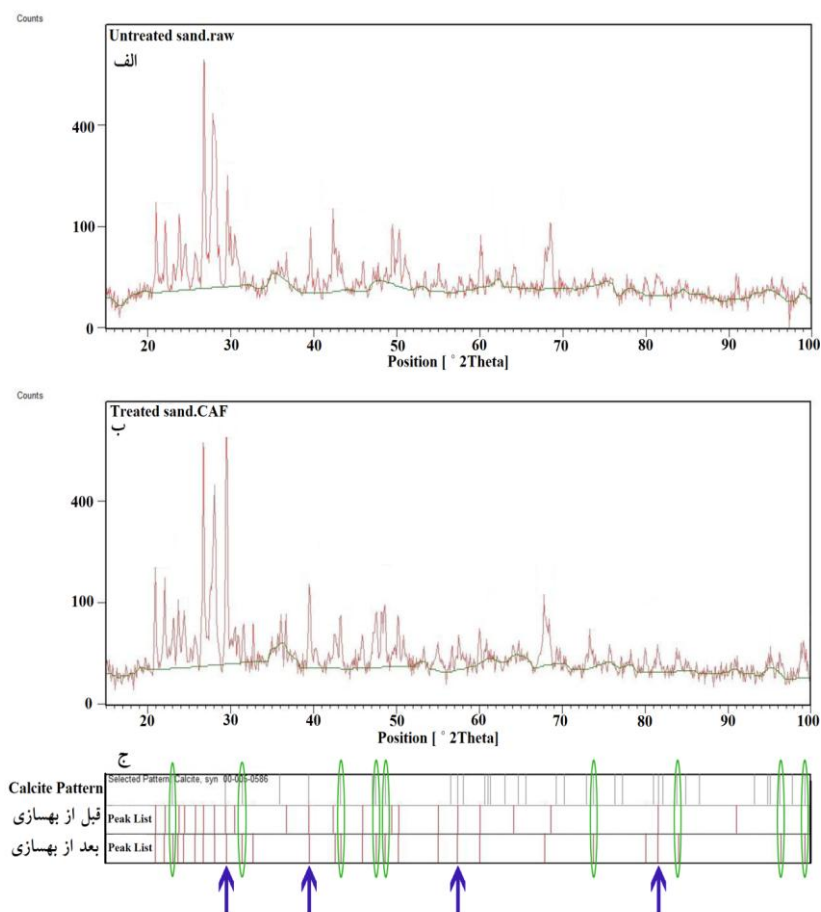 Counts
Untreated sand.raw
الف
400
100
0
20 30 40 50 60 70 80 90 100
Position [ ° 2Theta]
Counts
Treated sand.CAF
ب
400
100
0
20 30 40 50 60 70 80 90 100
Position [ ° 2Theta]
ج
Selected Pattern: Calcite, syn 00-005-0586
Calcite Pattern
قبل از بهسازی Peak List
بعد از بهسازی Peak List